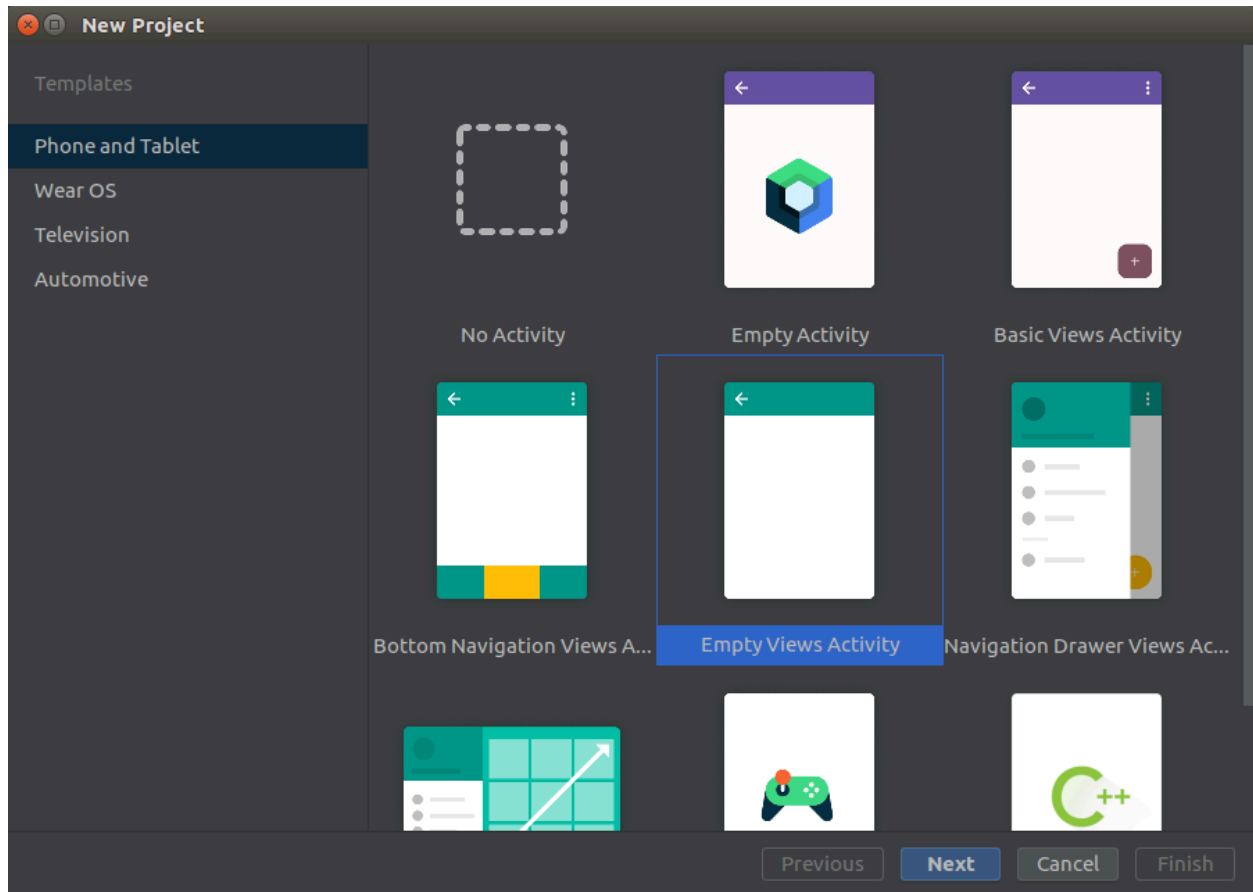 New Project
Templates
Phone and Tablet
Wear OS
Television
Automotive
No Activity
Empty Activity
Basic Views Activity
Bottom Navigation Views A...
Empty Views Activity
Navigation Drawer Views Ac...
++
Previous
Next
Cancel
Finish